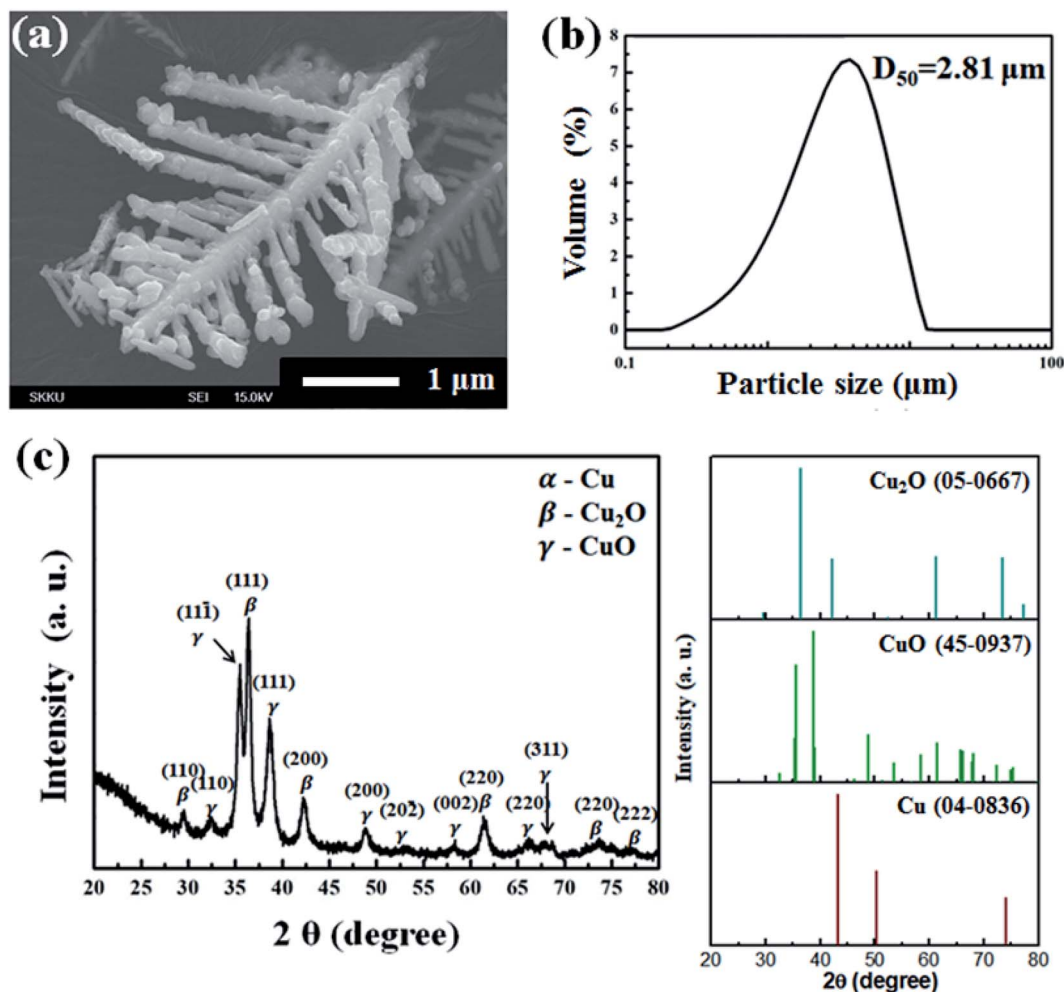 (a)
SKKU SEI 15.0kV 1 μm
(b)
D50=2.81 μm
Volume (%)
8
7
6
5
4
3
2
1
0
0.1 1 10 100
Particle size (μm)
(c)
α - Cu
β - Cu₂O
γ - CuO
Intensity (a. u.)
(110)
β
(110)
γ
(111̄)
γ
(111)
β
(111)
γ
(200)
β
(200)
γ
(202̄)
γ
(002)
γ
(220)
β
(220)
γ
(311)
γ
(220)
β
(222)
β
20 25 30 35 40 45 50 55 60 65 70 75 80
2 θ (degree)
Cu₂O (05-0667)
CuO (45-0937)
Cu (04-0836)
Intensity (a. u.)
20 30 40 50 60 70 80
2θ (degree)